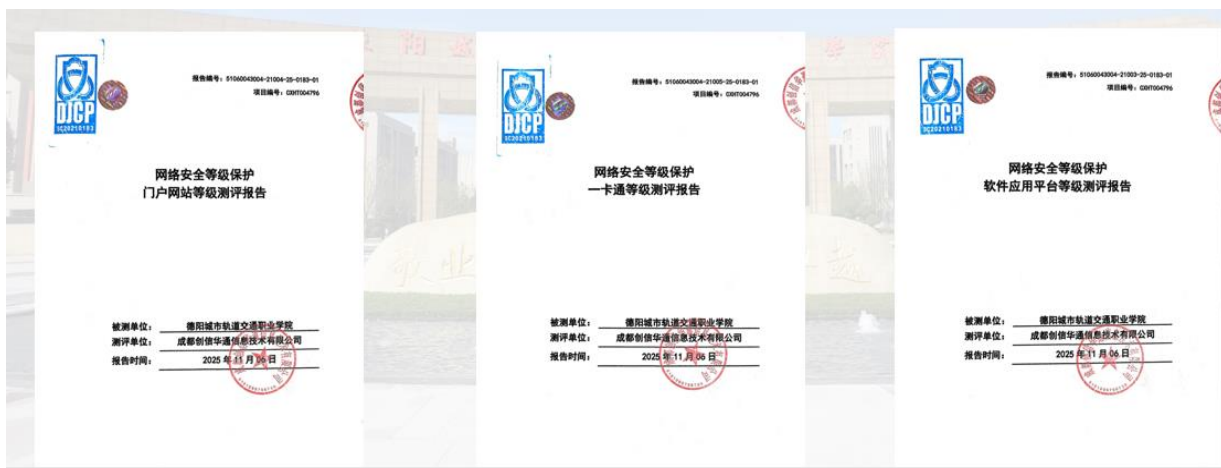 报告编号：51060043004-21004-25-0183-01
项目编号：CXHT004796
DJCP
SC20210183
网络安全等级保护
门户网站等级测评报告
被测单位：德阳城市轨道交通职业学院
测评单位：成都创信华通信息技术有限公司
报告时间：2025 年 11 月 06 日
报告编号：51060043004-21005-25-0183-01
项目编号：CXHT004796
DJCP
SC20210183
网络安全等级保护
一卡通等级测评报告
被测单位：德阳城市轨道交通职业学院
测评单位：成都创信华通信息技术有限公司
报告时间：2025 年 11 月 06 日
报告编号：51060043004-21003-25-0183-01
项目编号：CXHT004796
DJCP
SC20210183
网络安全等级保护
软件应用平台等级测评报告
被测单位：德阳城市轨道交通职业学院
测评单位：成都创信华通信息技术有限公司
报告时间：2025 年 11 月 06 日
敬业
越